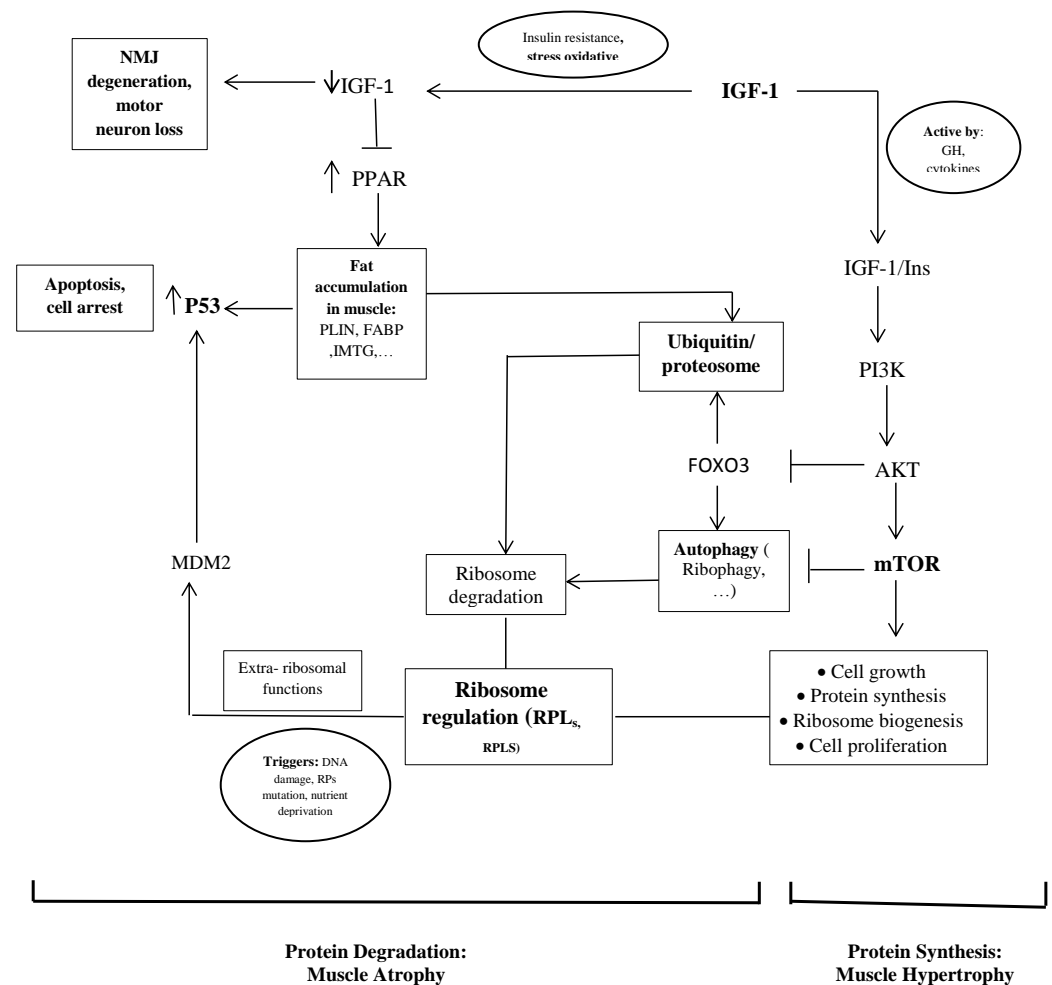 Insulin resistance,
stress oxidative
NMJ
degeneration,
motor
neuron loss
IGF-1
IGF-1
Active by:
GH,
cytokines
PPAR
IGF-1/Ins
Apoptosis,
cell arrest
P53
Fat
accumulation
in muscle:
PLIN, FABP
,IMTG,…
Ubiquitin/
proteosome
PI3K
FOXO3
AKT
MDM2
Ribosome
degradation
Autophagy (
Ribophagy,
…)
mTOR
Extra- ribosomal
functions
Ribosome
regulation (RPLs,
RPLS)
• Cell growth
• Protein synthesis
• Ribosome biogenesis
• Cell proliferation
Triggers: DNA
damage, RPs
mutation, nutrient
deprivation
Protein Degradation:
Muscle Atrophy
Protein Synthesis:
Muscle Hypertrophy